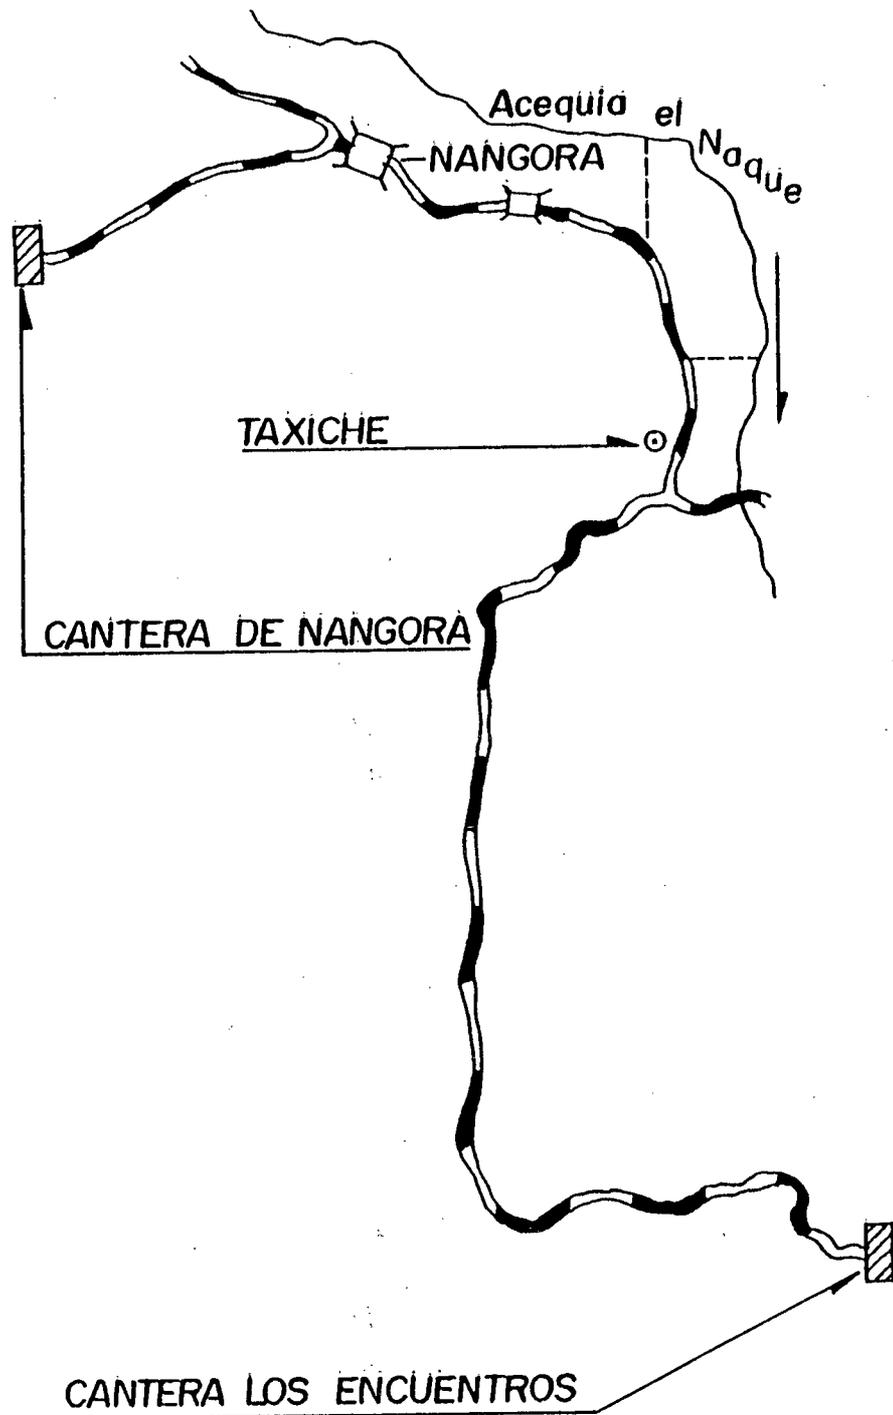 Acequia el Naque
NANGORA
TAXICHE
CANTERA DE NANGORA
CANTERA LOS ENCUENTROS